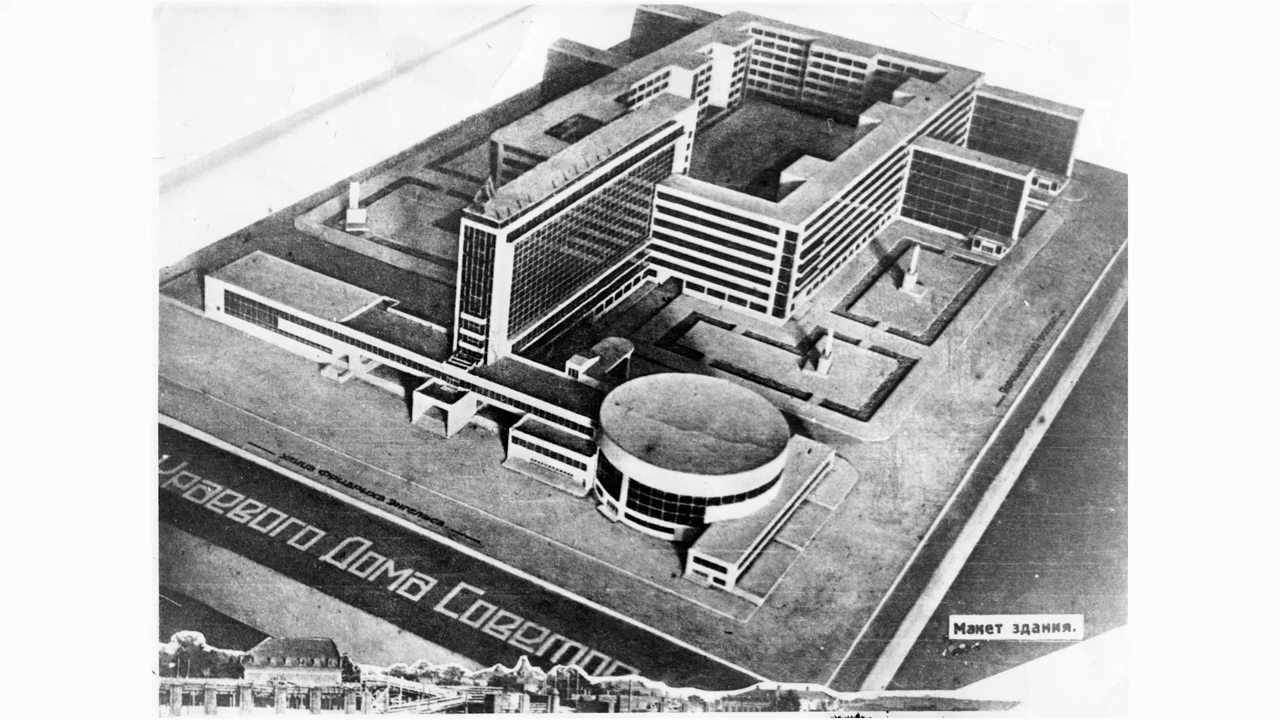 улица Фридриха Энгельса
Краевого Дома Советов
Макет здания.